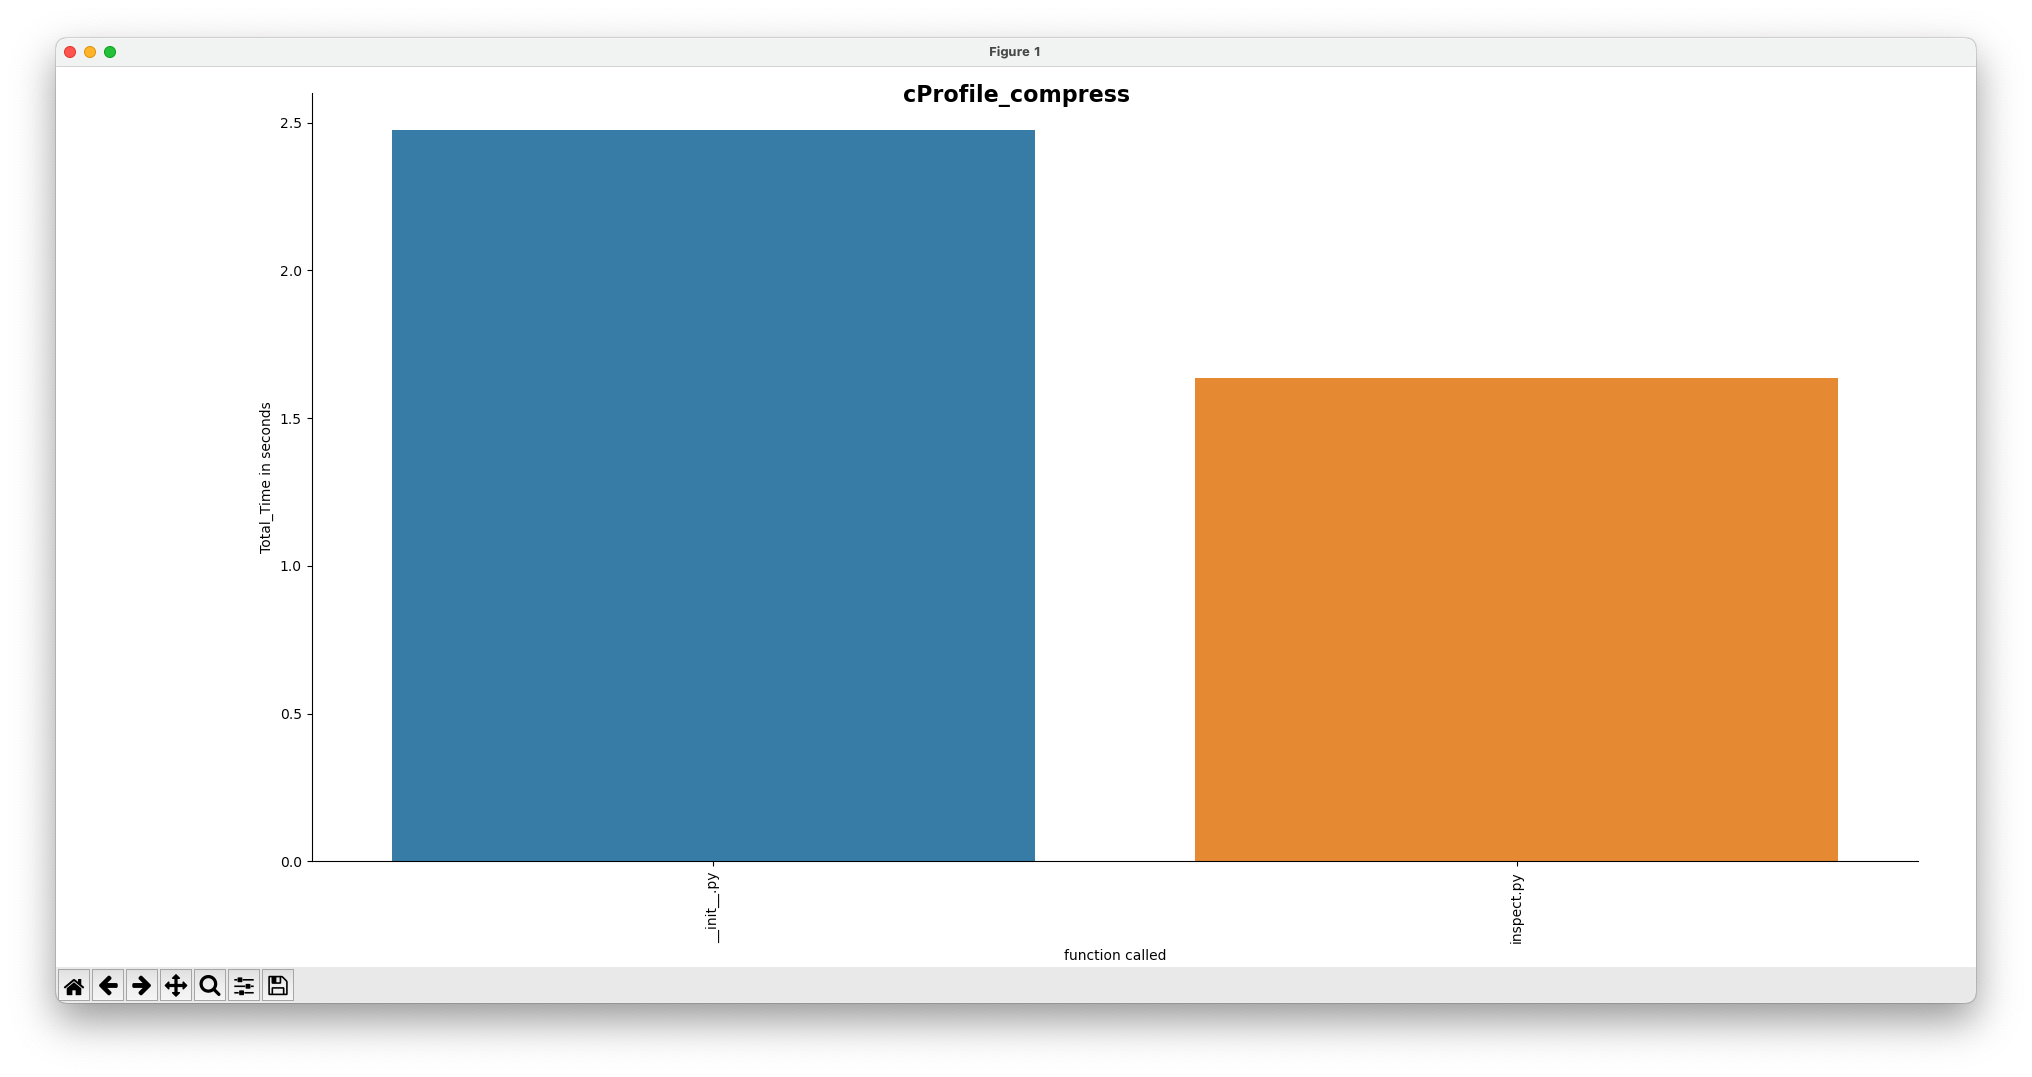 Figure 1
cProfile_compress
2.5
2.0
1.5
1.0
0.5
0.0
Total_Time in seconds
__init__.py
inspect.py
function called